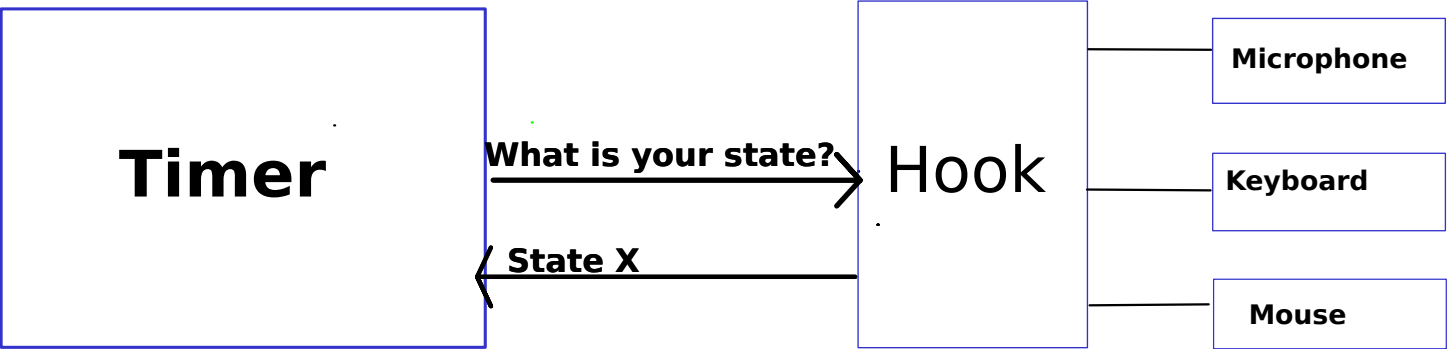 Timer
What is your state?
State X
Hook
Microphone
Keyboard
Mouse